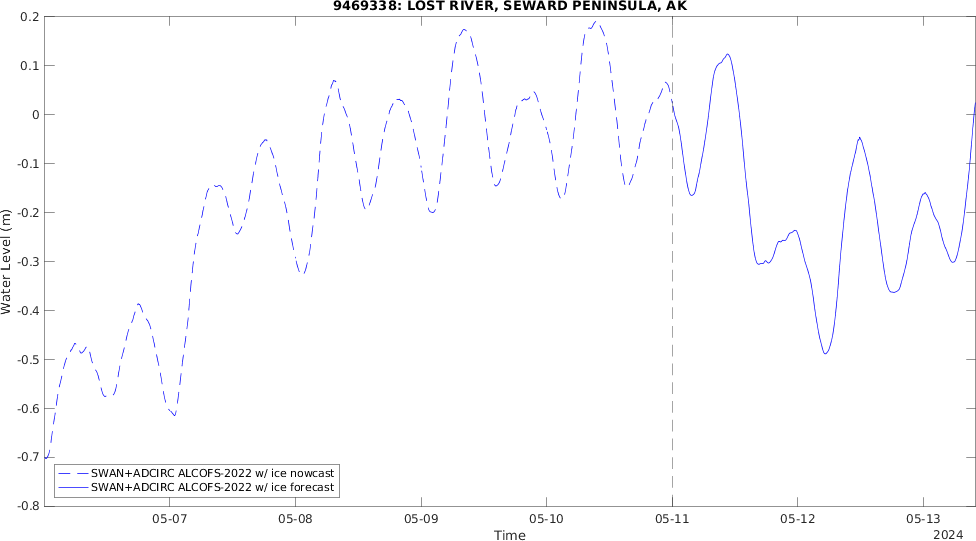 9469338: LOST RIVER, SEWARD PENINSULA, AK
0.2
0.1
0
-0.1
-0.2
-0.3
-0.4
-0.5
-0.6
-0.7
-0.8
Water Level (m)
SWAN+ADCIRC ALCOFS-2022 w/ ice nowcast
SWAN+ADCIRC ALCOFS-2022 w/ ice forecast
05-07 05-08 05-09 05-10 05-11 05-12 05-13
Time
2024